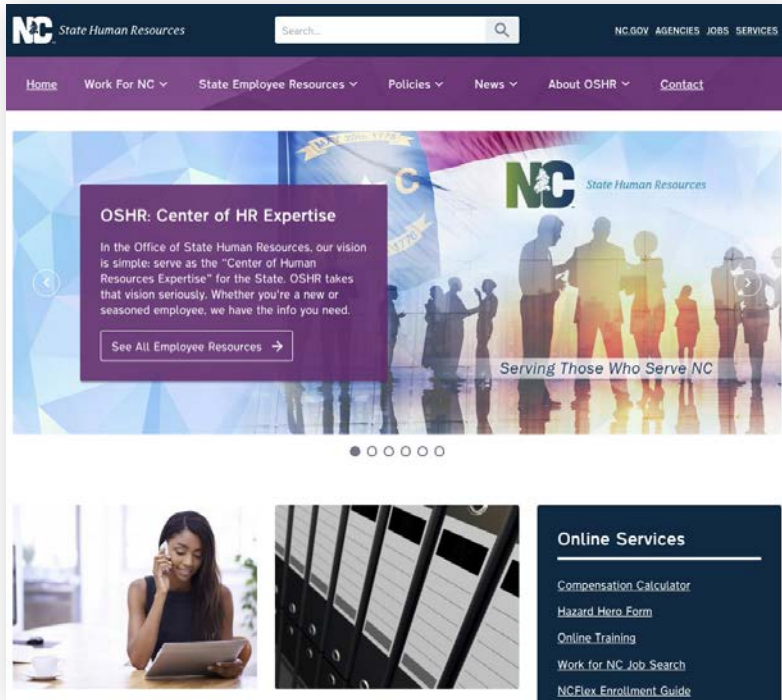 NC State Human Resources
Search...
NC.GOV AGENCIES JOBS SERVICES
Home Work For NC State Employee Resources Policies News About OSHR Contact
MAY 20th, 1775
C
1776
NC State Human Resources
OSHR: Center of HR Expertise
In the Office of State Human Resources, our vision
is simple: serve as the "Center of Human
Resources Expertise" for the State. OSHR takes
that vision seriously. Whether you're a new or
seasoned employee, we have the info you need.
See All Employee Resources →
Serving Those Who Serve NC
Online Services
Compensation Calculator
Hazard Hero Form
Online Training
Work for NC Job Search
NCFlex Enrollment Guide